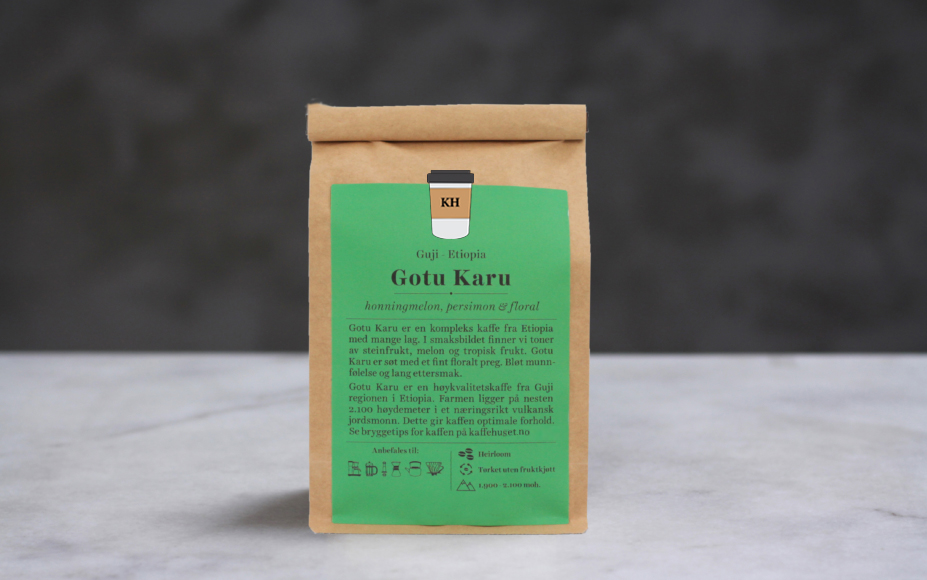 KH
Guji - Etiopia
Gotu Karu
honningmelon, persimon & floral
Gotu Karu er en kompleks kaffe fra Etiopia
med mange lag. I smaksbildet finner vi toner
av steinfrukt, melon og tropisk frukt. Gotu
Karu er søt med et fint floralt preg. Bløt munn-
følelse og lang ettersmak.
Gotu Karu er en høykvalitetskaffe fra Guji
regionen i Etiopia. Farmen ligger på nesten
2.100 høydemeter i et næringsrikt vulkansk
jordsmonn. Dette gir kaffen optimale forhold.
Se bryggetips for kaffen på kaffehuset.no
Anbefales til:
Heirloom
Tørket uten fruktkjøtt
1.900 - 2.100 moh.